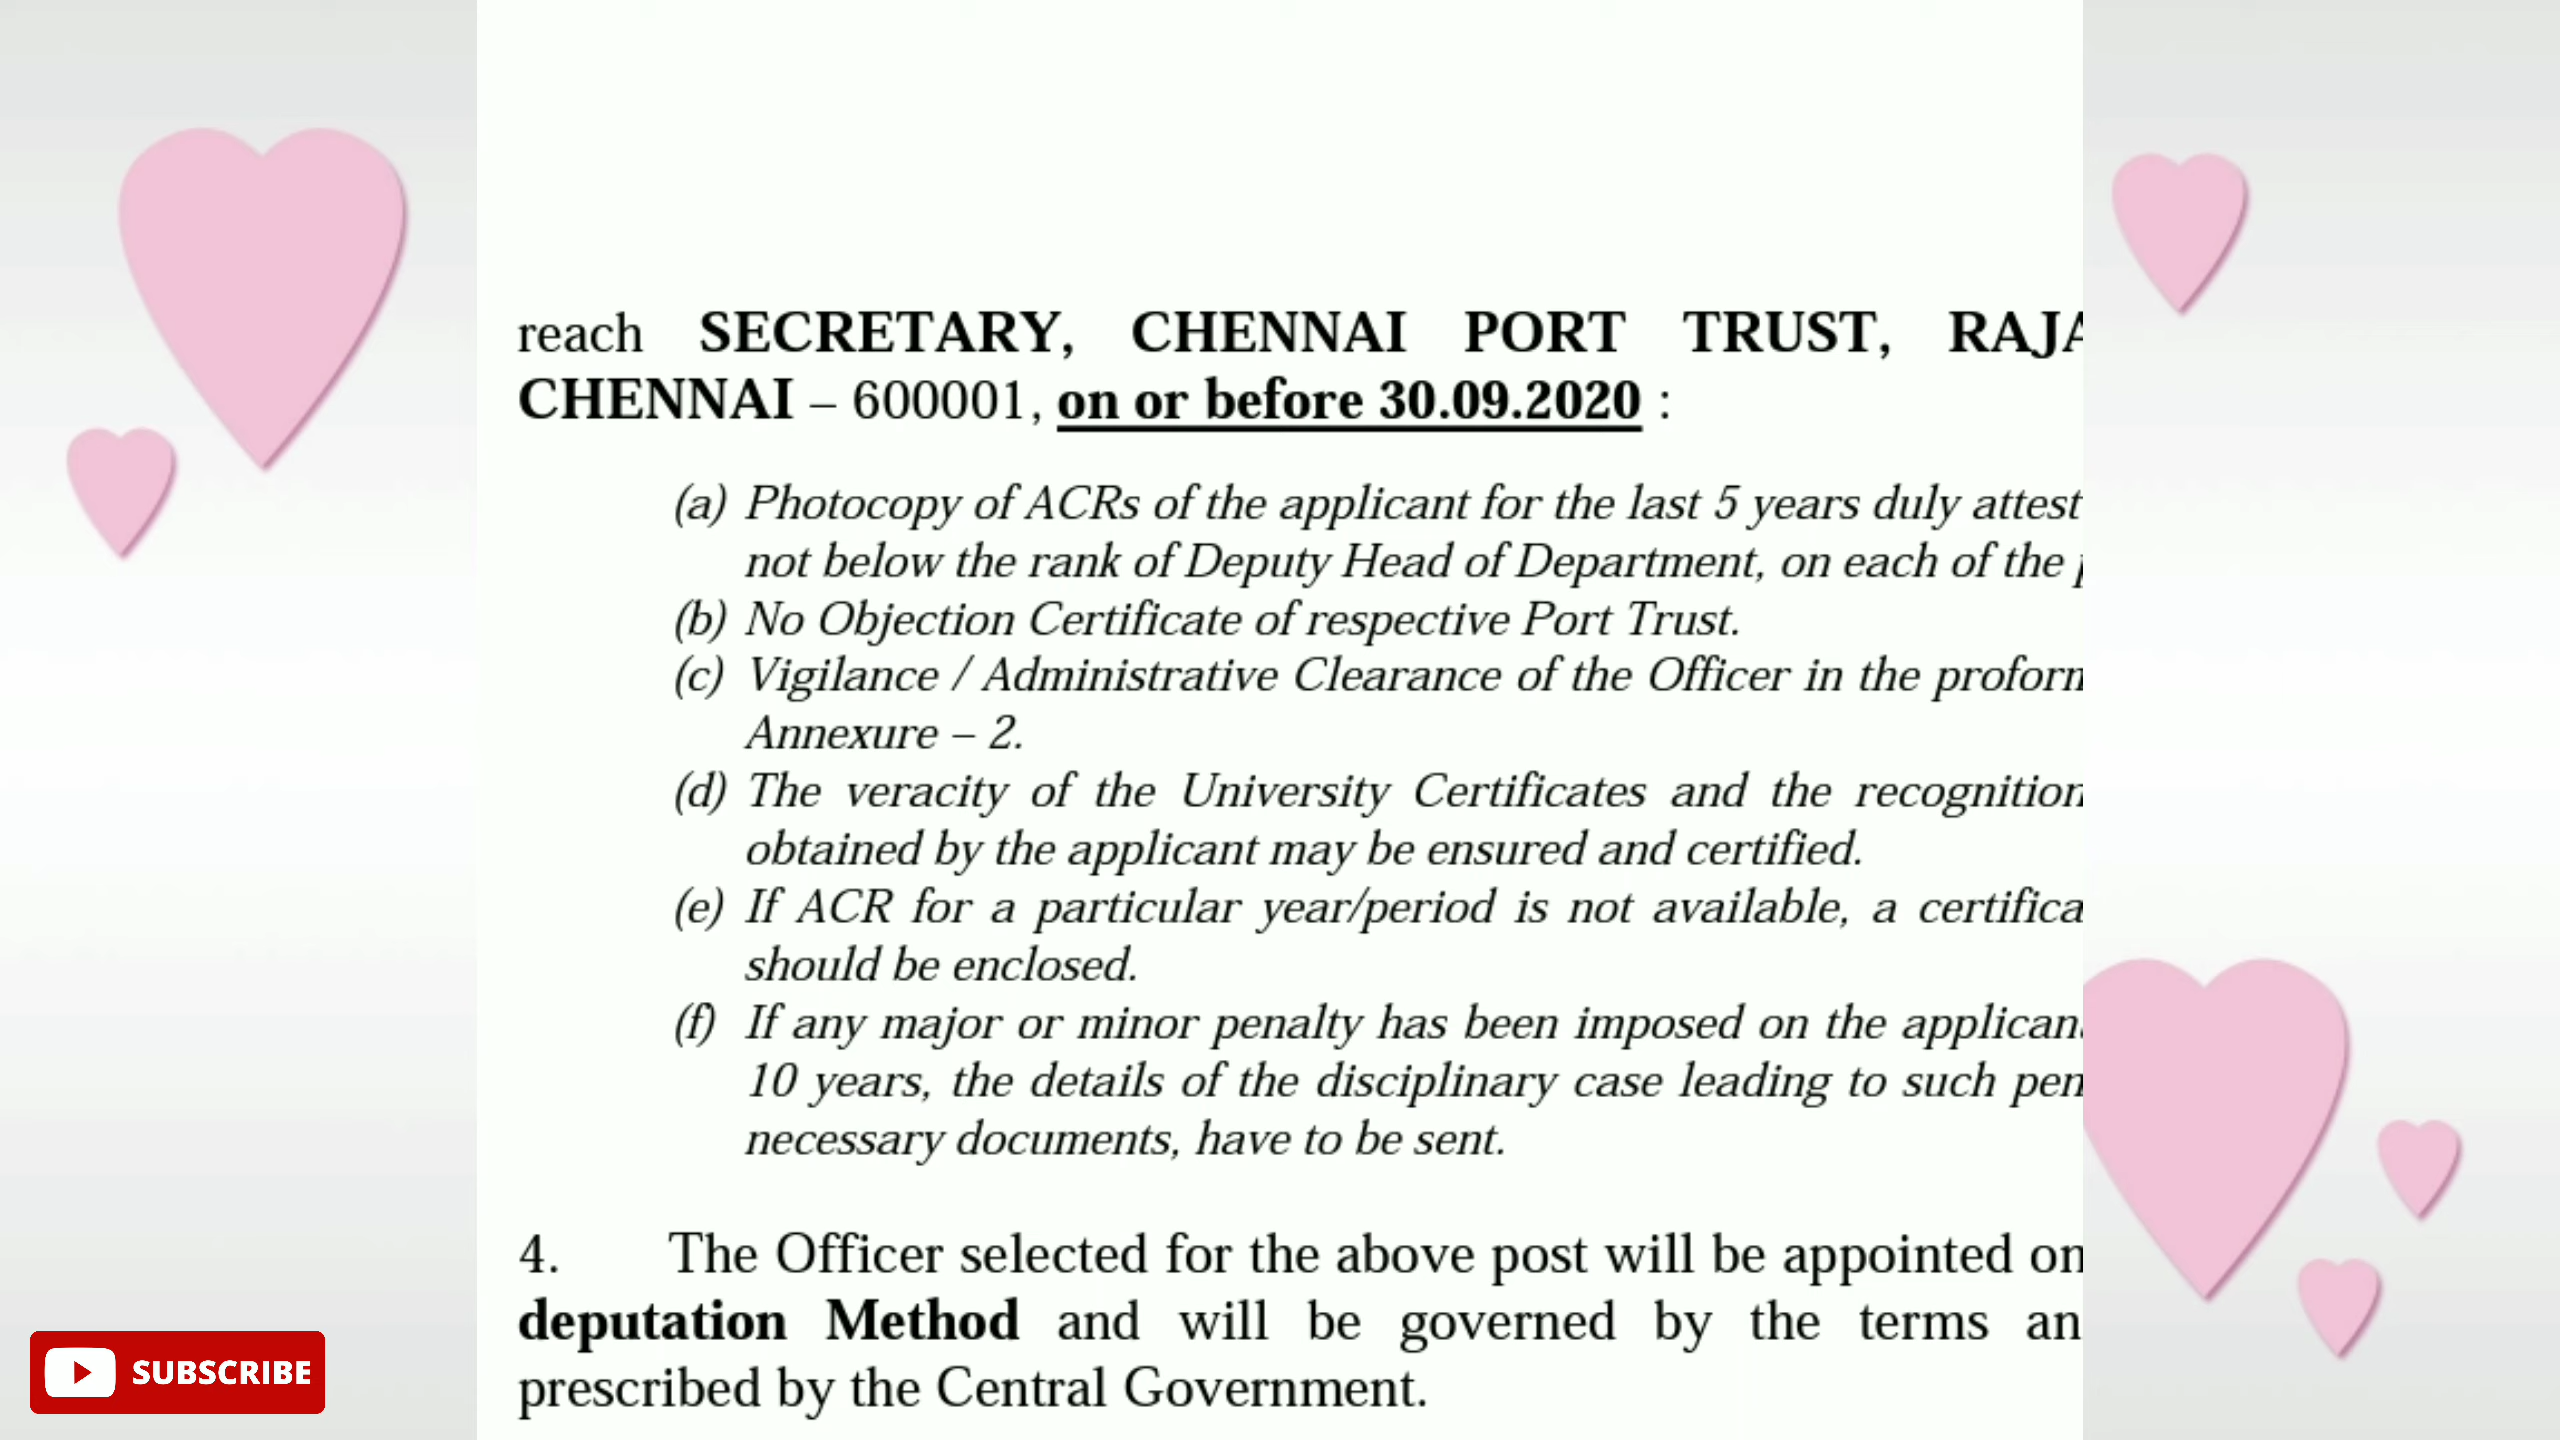 reach SECRETARY, CHENNAI PORT TRUST,
CHENNAI – 600001, on or before 30.09.2020 :
(a) Photocopy of ACRs of the applicant for the last 5 years duly
not below the rank of Deputy Head of Department, on each of the
(b) No Objection Certificate of respective Port Trust.
(c) Vigilance / Administrative Clearance of the Officer in the
Annexure – 2.
(d) The veracity of the University Certificates and the recognition
obtained by the applicant may be ensured and certified.
(e) If ACR for a particular year/period is not available, a
should be enclosed.
(f) If any major or minor penalty has been imposed on the
10 years, the details of the disciplinary case leading to such
necessary documents, have to be sent.
4. The Officer selected for the above post will be appointed on
deputation Method and will be governed by the terms
prescribed by the Central Government.
SUBSCRIBE